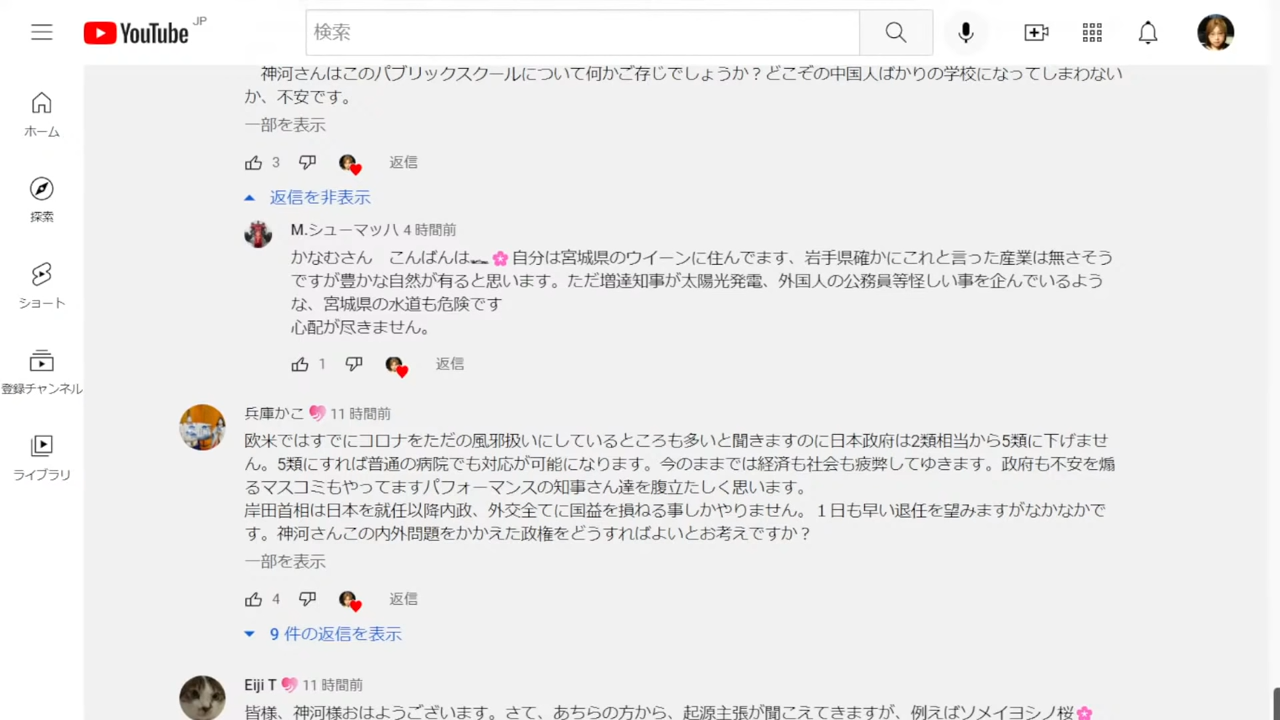 YouTube JP
検索
神河さんはこのパブリックスクールについて何かご存じでしょうか？どこぞの中国人ばかりの学校になってしまわない
か、不安です。
一部を表示
3 返信
返信を非表示
ホーム
探索
ショート
登録チャンネル
ライブラリ
M.シューマッハ 4 時間前
かなむさん　こんばんは🌸自分は宮城県のウイーンに住んでます、岩手県確かにこれと言った産業は無さそう
ですが豊かな自然が有ると思います。ただ増達知事が太陽光発電、外国人の公務員等怪しい事を企んでいるよう
な、宮城県の水道も危険です
心配が尽きません。
1 返信
兵庫かこ 11 時間前
欧米ではすでにコロナをただの風邪扱いにしているところも多いと聞きますのに日本政府は2類相当から5類に下げませ
ん。5類にすれば普通の病院でも対応が可能になります。今のままでは経済も社会も疲弊してゆきます。政府も不安を煽
るマスコミもやってますパフォーマンスの知事さん達を腹立たしく思います。
岸田首相は日本を就任以降内政、外交全てに国益を損ねる事しかやりません。１日も早い退任を望みますがなかなかで
す。神河さんこの内外問題をかかえた政権をどうすればよいとお考えですか？
一部を表示
4 返信
9 件の返信を表示
Eiji T 11 時間前
皆様、神河様おはようございます。さて、あちらの方から、起源主張が聞こえてきますが、例えばソメイヨシノ桜🌸